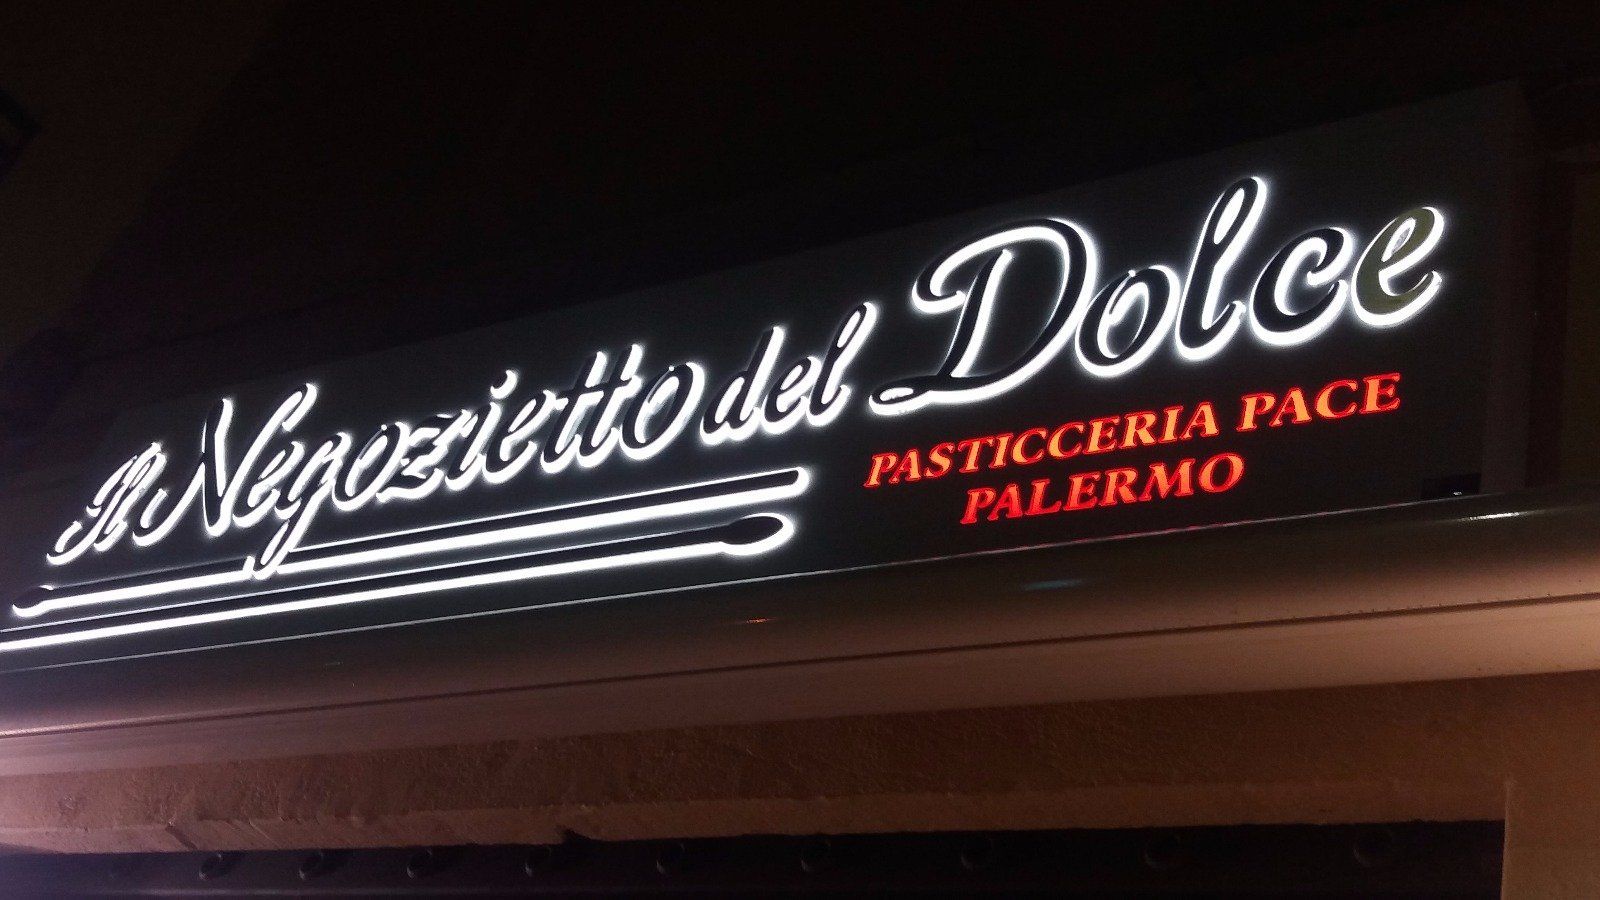 Il Negozietto del Dolce
PASTICCERIA PACE
PALERMO